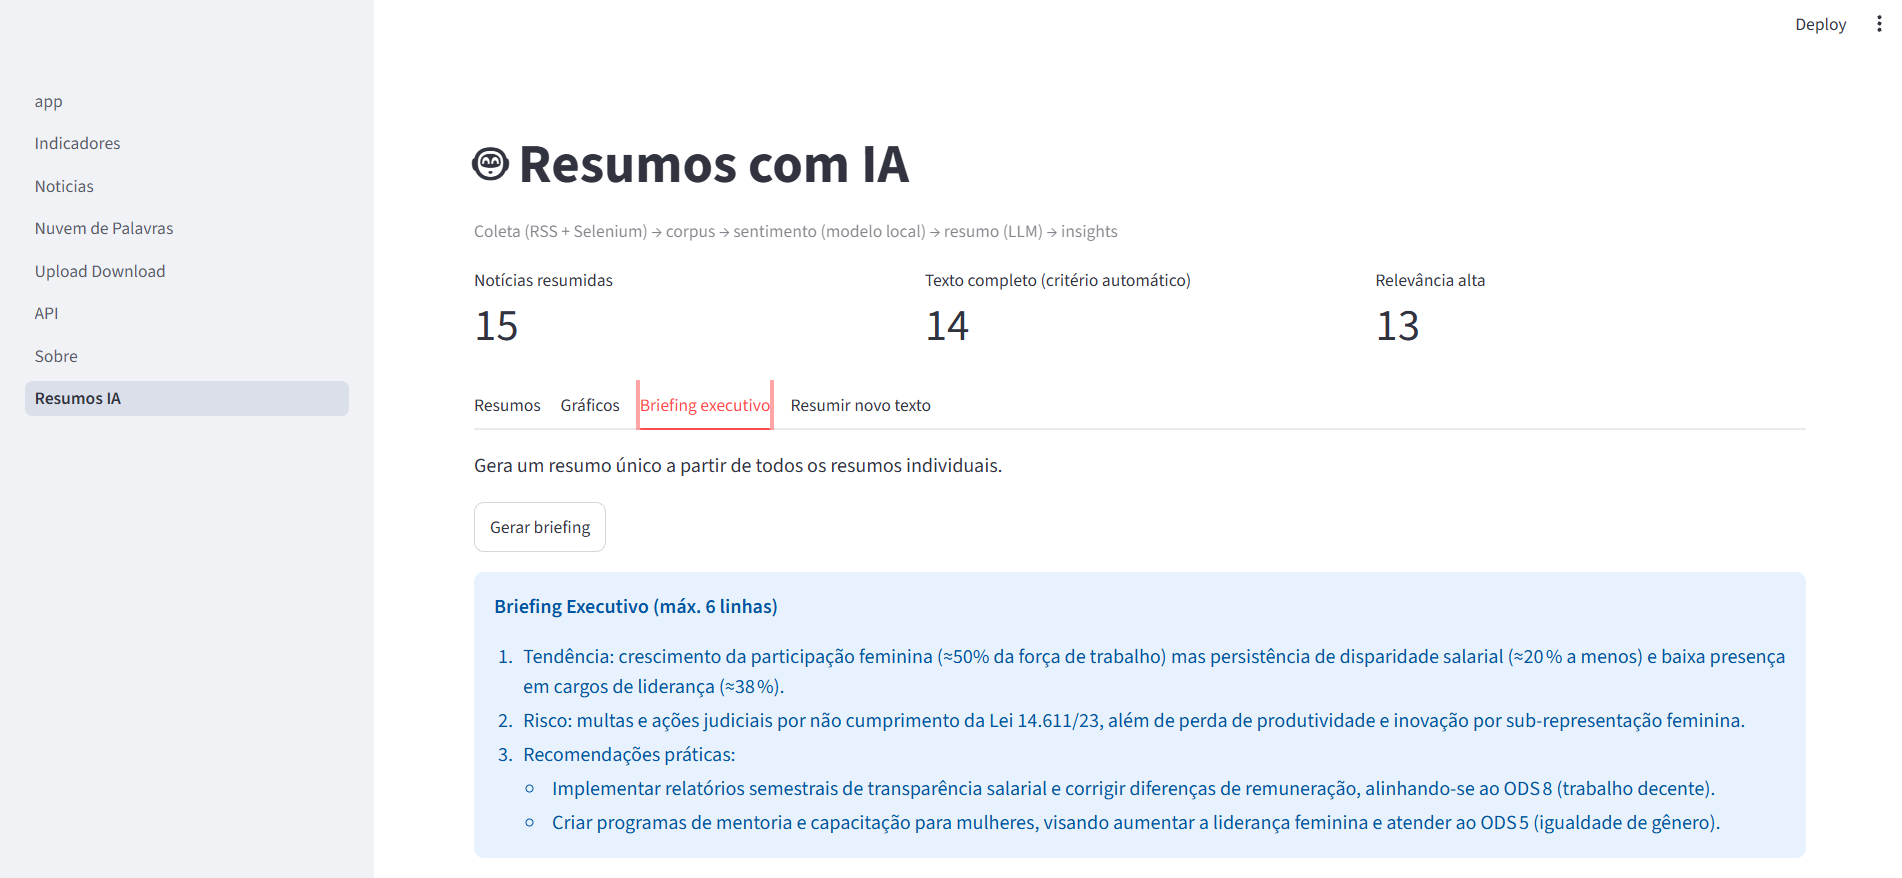 Deploy
app
Indicadores
Noticias
Nuvem de Palavras
Upload Download
API
Sobre
Resumos IA
Resumos com IA
Coleta (RSS + Selenium) → corpus → sentimento (modelo local) → resumo (LLM) → insights
Notícias resumidas
15
Texto completo (critério automático)
14
Relevância alta
13
Resumos
Gráficos
Briefing executivo
Resumir novo texto
Gera um resumo único a partir de todos os resumos individuais.
Gerar briefing
Briefing Executivo (máx. 6 linhas)
1. Tendência: crescimento da participação feminina (≈50% da força de trabalho) mas persistência de disparidade salarial (≈20 % a menos) e baixa presença
em cargos de liderança (≈38 %).
2. Risco: multas e ações judiciais por não cumprimento da Lei 14.611/23, além de perda de produtividade e inovação por sub-representação feminina.
3. Recomendações práticas:
◦ Implementar relatórios semestrais de transparência salarial e corrigir diferenças de remuneração, alinhando-se ao ODS 8 (trabalho decente).
◦ Criar programas de mentoria e capacitação para mulheres, visando aumentar a liderança feminina e atender ao ODS 5 (igualdade de gênero).